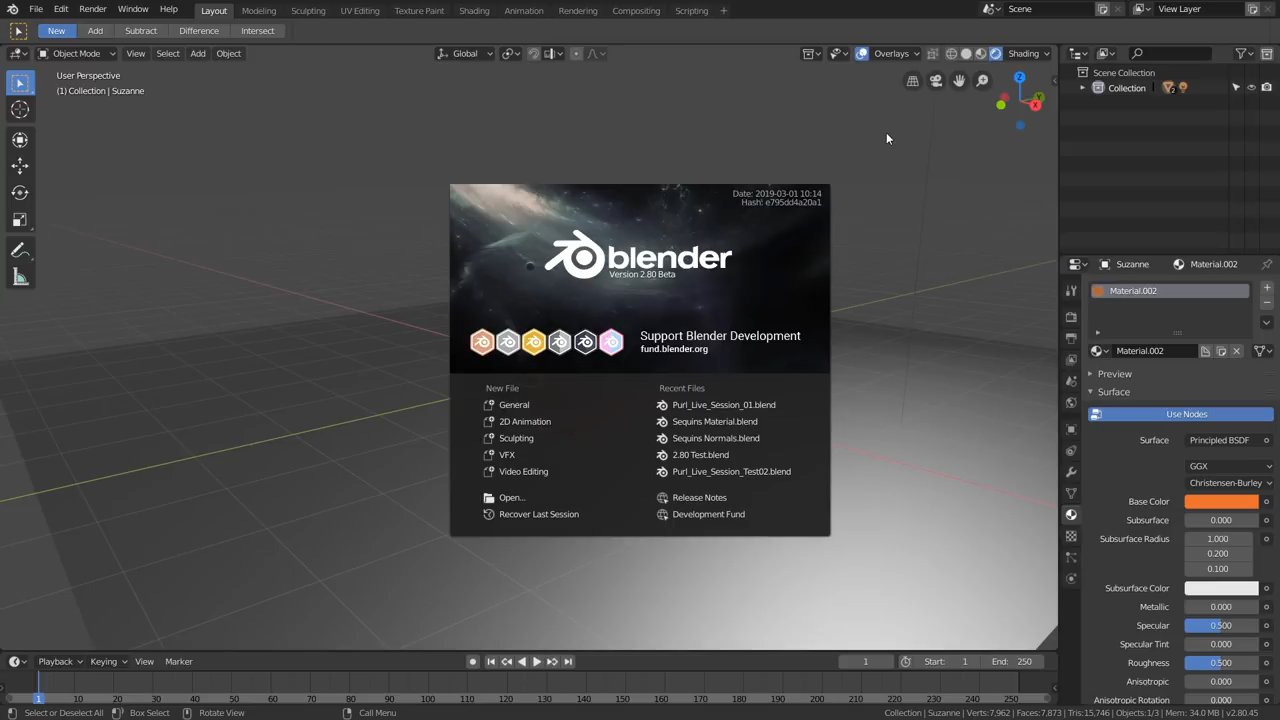 File Edit Render Window Help Layout Modeling Sculpting UV Editing Texture Paint Shading Animation Rendering Compositing Scripting + Scene View Layer
New Add Subtract Difference Intersect
Object Mode View Select Add Object Global Overlays Shading
User Perspective
(1) Collection | Suzanne
Z
Y
X
Scene Collection
Collection
2
Date: 2019-03-01 10:14
Hash: e795dd4a20a1
blender
Version 2.80 Beta
Support Blender Development
fund.blender.org
New File
General
2D Animation
Sculpting
VFX
Video Editing
Open...
Recover Last Session
Recent Files
Purl_Live_Session_01.blend
Sequins Material.blend
Sequins Normals.blend
2.80 Test.blend
Purl_Live_Session_Test02.blend
Release Notes
Development Fund
Suzanne Material.002
Material.002
Material.002
Preview
Surface
Use Nodes
Surface Principled BSDF
GGX
Christensen-Burley
Base Color
Subsurface 0.000
Subsurface Radius 1.000
0.200
0.100
Subsurface Color
Metallic 0.000
Specular 0.500
Specular Tint 0.000
Roughness 0.500
Anisotropic 0.000
Anisotropic Rotation 0.000
Playback Keying View Marker 1 Start: 1 End: 250
1 10 20 30 40 50 60 70 80 90 100 110 120 130 140 150 160 170 180 190 200 210 220 230 240 250
Select or Deselect All Box Select Rotate View Call Menu Collection | Suzanne | Verts:7,962 | Faces:7,873 | Tris:15,746 | Objects:1/3 | Mem: 34.0 MB | v2.80.45